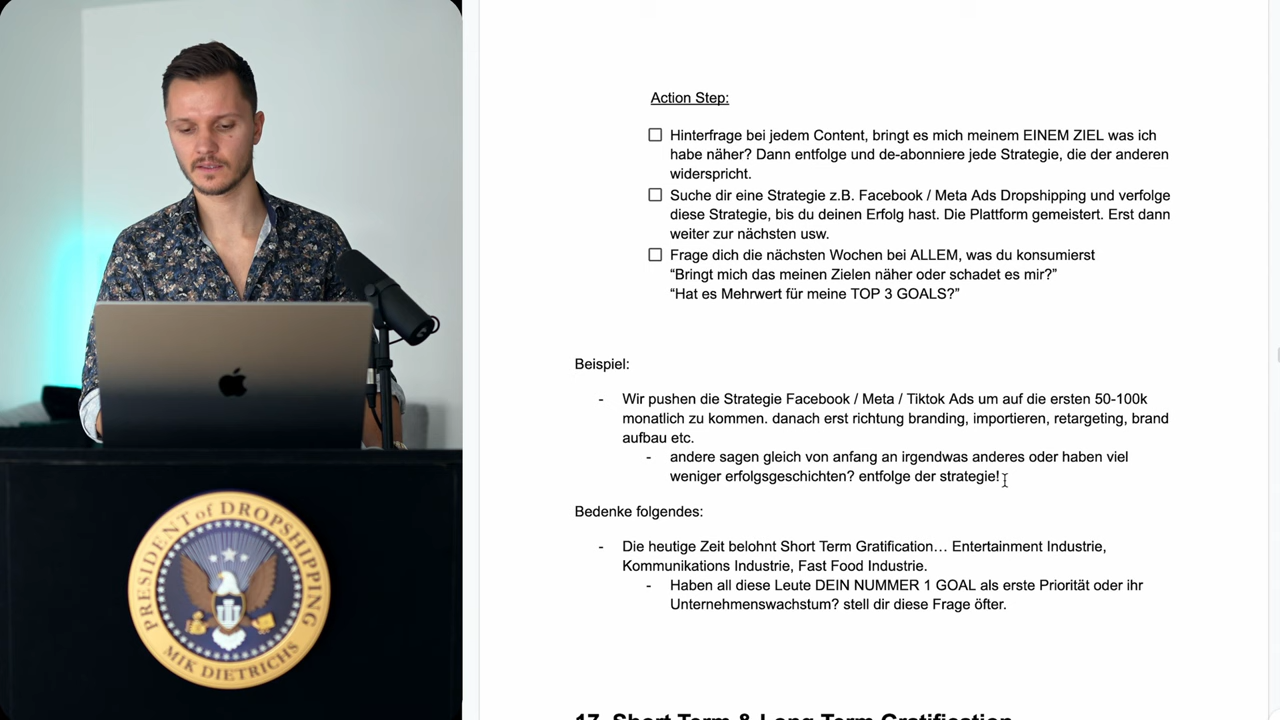 Action Step:
Hinterfrage bei jedem Content, bringt es mich meinem EINEM ZIEL was ich
habe näher? Dann entfolge und de-abonniere jede Strategie, die der anderen
widerspricht.
Suche dir eine Strategie z.B. Facebook / Meta Ads Dropshipping und verfolge
diese Strategie, bis du deinen Erfolg hast. Die Plattform gemeistert. Erst dann
weiter zur nächsten usw.
Frage dich die nächsten Wochen bei ALLEM, was du konsumierst
“Bringt mich das meinen Zielen näher oder schadet es mir?”
“Hat es Mehrwert für meine TOP 3 GOALS?”
Beispiel:
- Wir pushen die Strategie Facebook / Meta / Tiktok Ads um auf die ersten 50-100k
monatlich zu kommen. danach erst richtung branding, importieren, retargeting, brand
aufbau etc.
- andere sagen gleich von anfang an irgendwas anderes oder haben viel
weniger erfolgsgeschichten? entfolge der strategie!
Bedenke folgendes:
- Die heutige Zeit belohnt Short Term Gratification… Entertainment Industrie,
Kommunikations Industrie, Fast Food Industrie.
- Haben all diese Leute DEIN NUMMER 1 GOAL als erste Priorität oder ihr
Unternehmenswachstum? stell dir diese Frage öfter.
17. Short Term & Long Term Gratification
PRESIDENT of DROPSHIPPING
MIK DIETRICHS